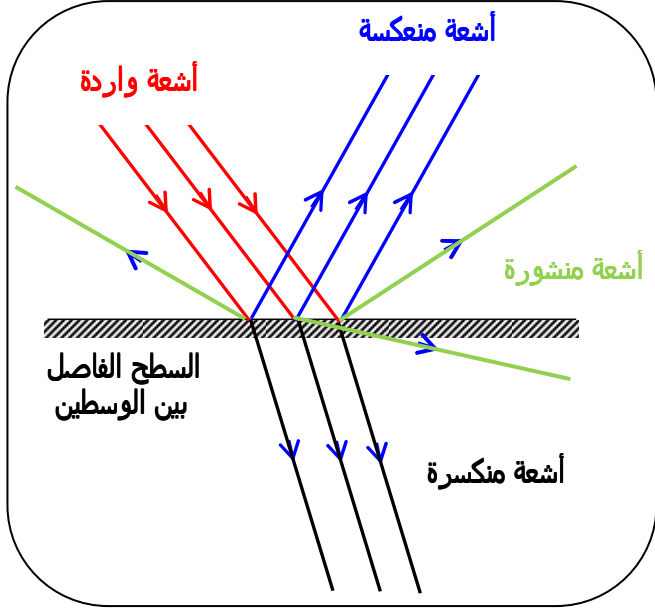 أشعة منعكسة
أشعة واردة
أشعة منشورة
السطح الفاصل
بين الوسطين
أشعة منكسرة